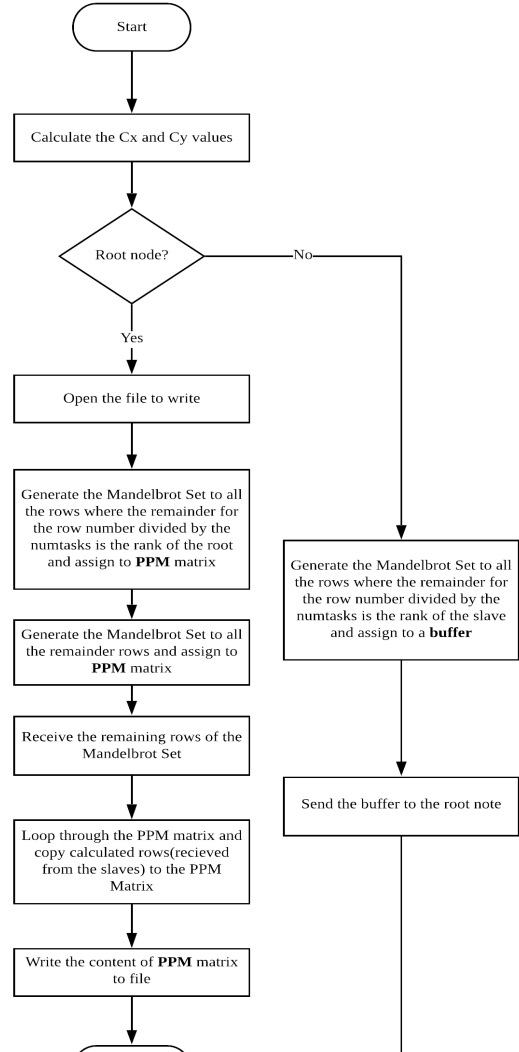 Start
Calculate the Cx and Cy values
Root node?
No
Yes
Open the file to write
Generate the Mandelbrot Set to all
the rows where the remainder for
the row number divided by the
numtasks is the rank of the root
and assign to PPM matrix
Generate the Mandelbrot Set to all
the rows where the remainder for
the row number divided by the
numtasks is the rank of the slave
and assign to a buffer
Generate the Mandelbrot Set to all
the remainder rows and assign to
PPM matrix
Receive the remaining rows of the
Mandelbrot Set
Send the buffer to the root note
Loop through the PPM matrix and
copy calculated rows(recieved
from the slaves) to the PPM
Matrix
Write the content of PPM matrix
to file